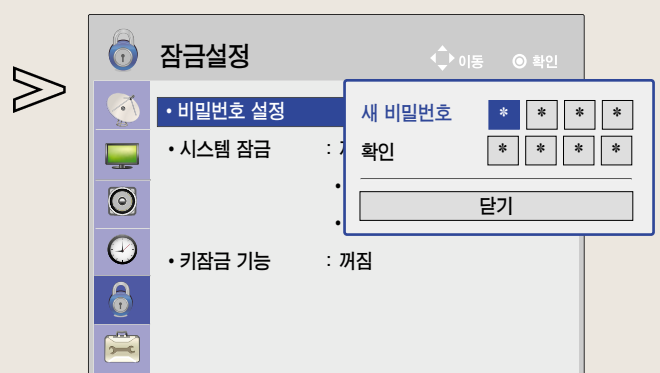 잠금설정
이동 확인
• 비밀번호 설정
• 시스템 잠금 :
•
•
• 키잠금 기능 : 꺼짐
새 비밀번호 * * * *
확인 * * * *
닫기